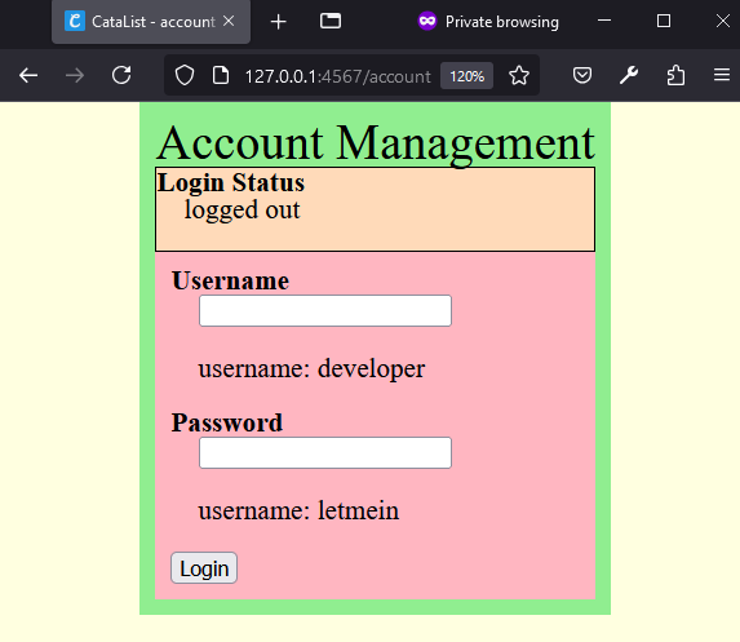 CataList - account
Private browsing
127.0.0.1:4567/account
120%
Account Management
Login Status
logged out
Username
username: developer
Password
username: letmein
Login